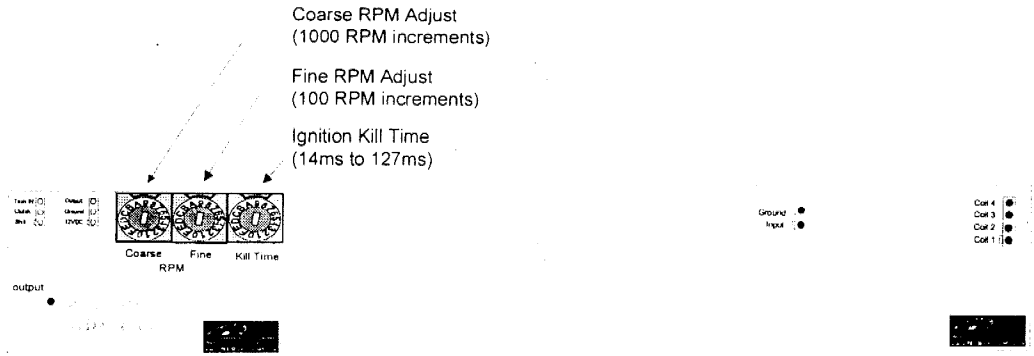 Coarse RPM Adjust
(1000 RPM increments)
Fine RPM Adjust
(100 RPM increments)
Ignition Kill Time
(14ms to 127ms)
Output
Ground
12VDC
Coarse
Fine
Kill Time
RPM
output
Ground
Input
Coil 4
Coil 3
Coil 2
Coil 1